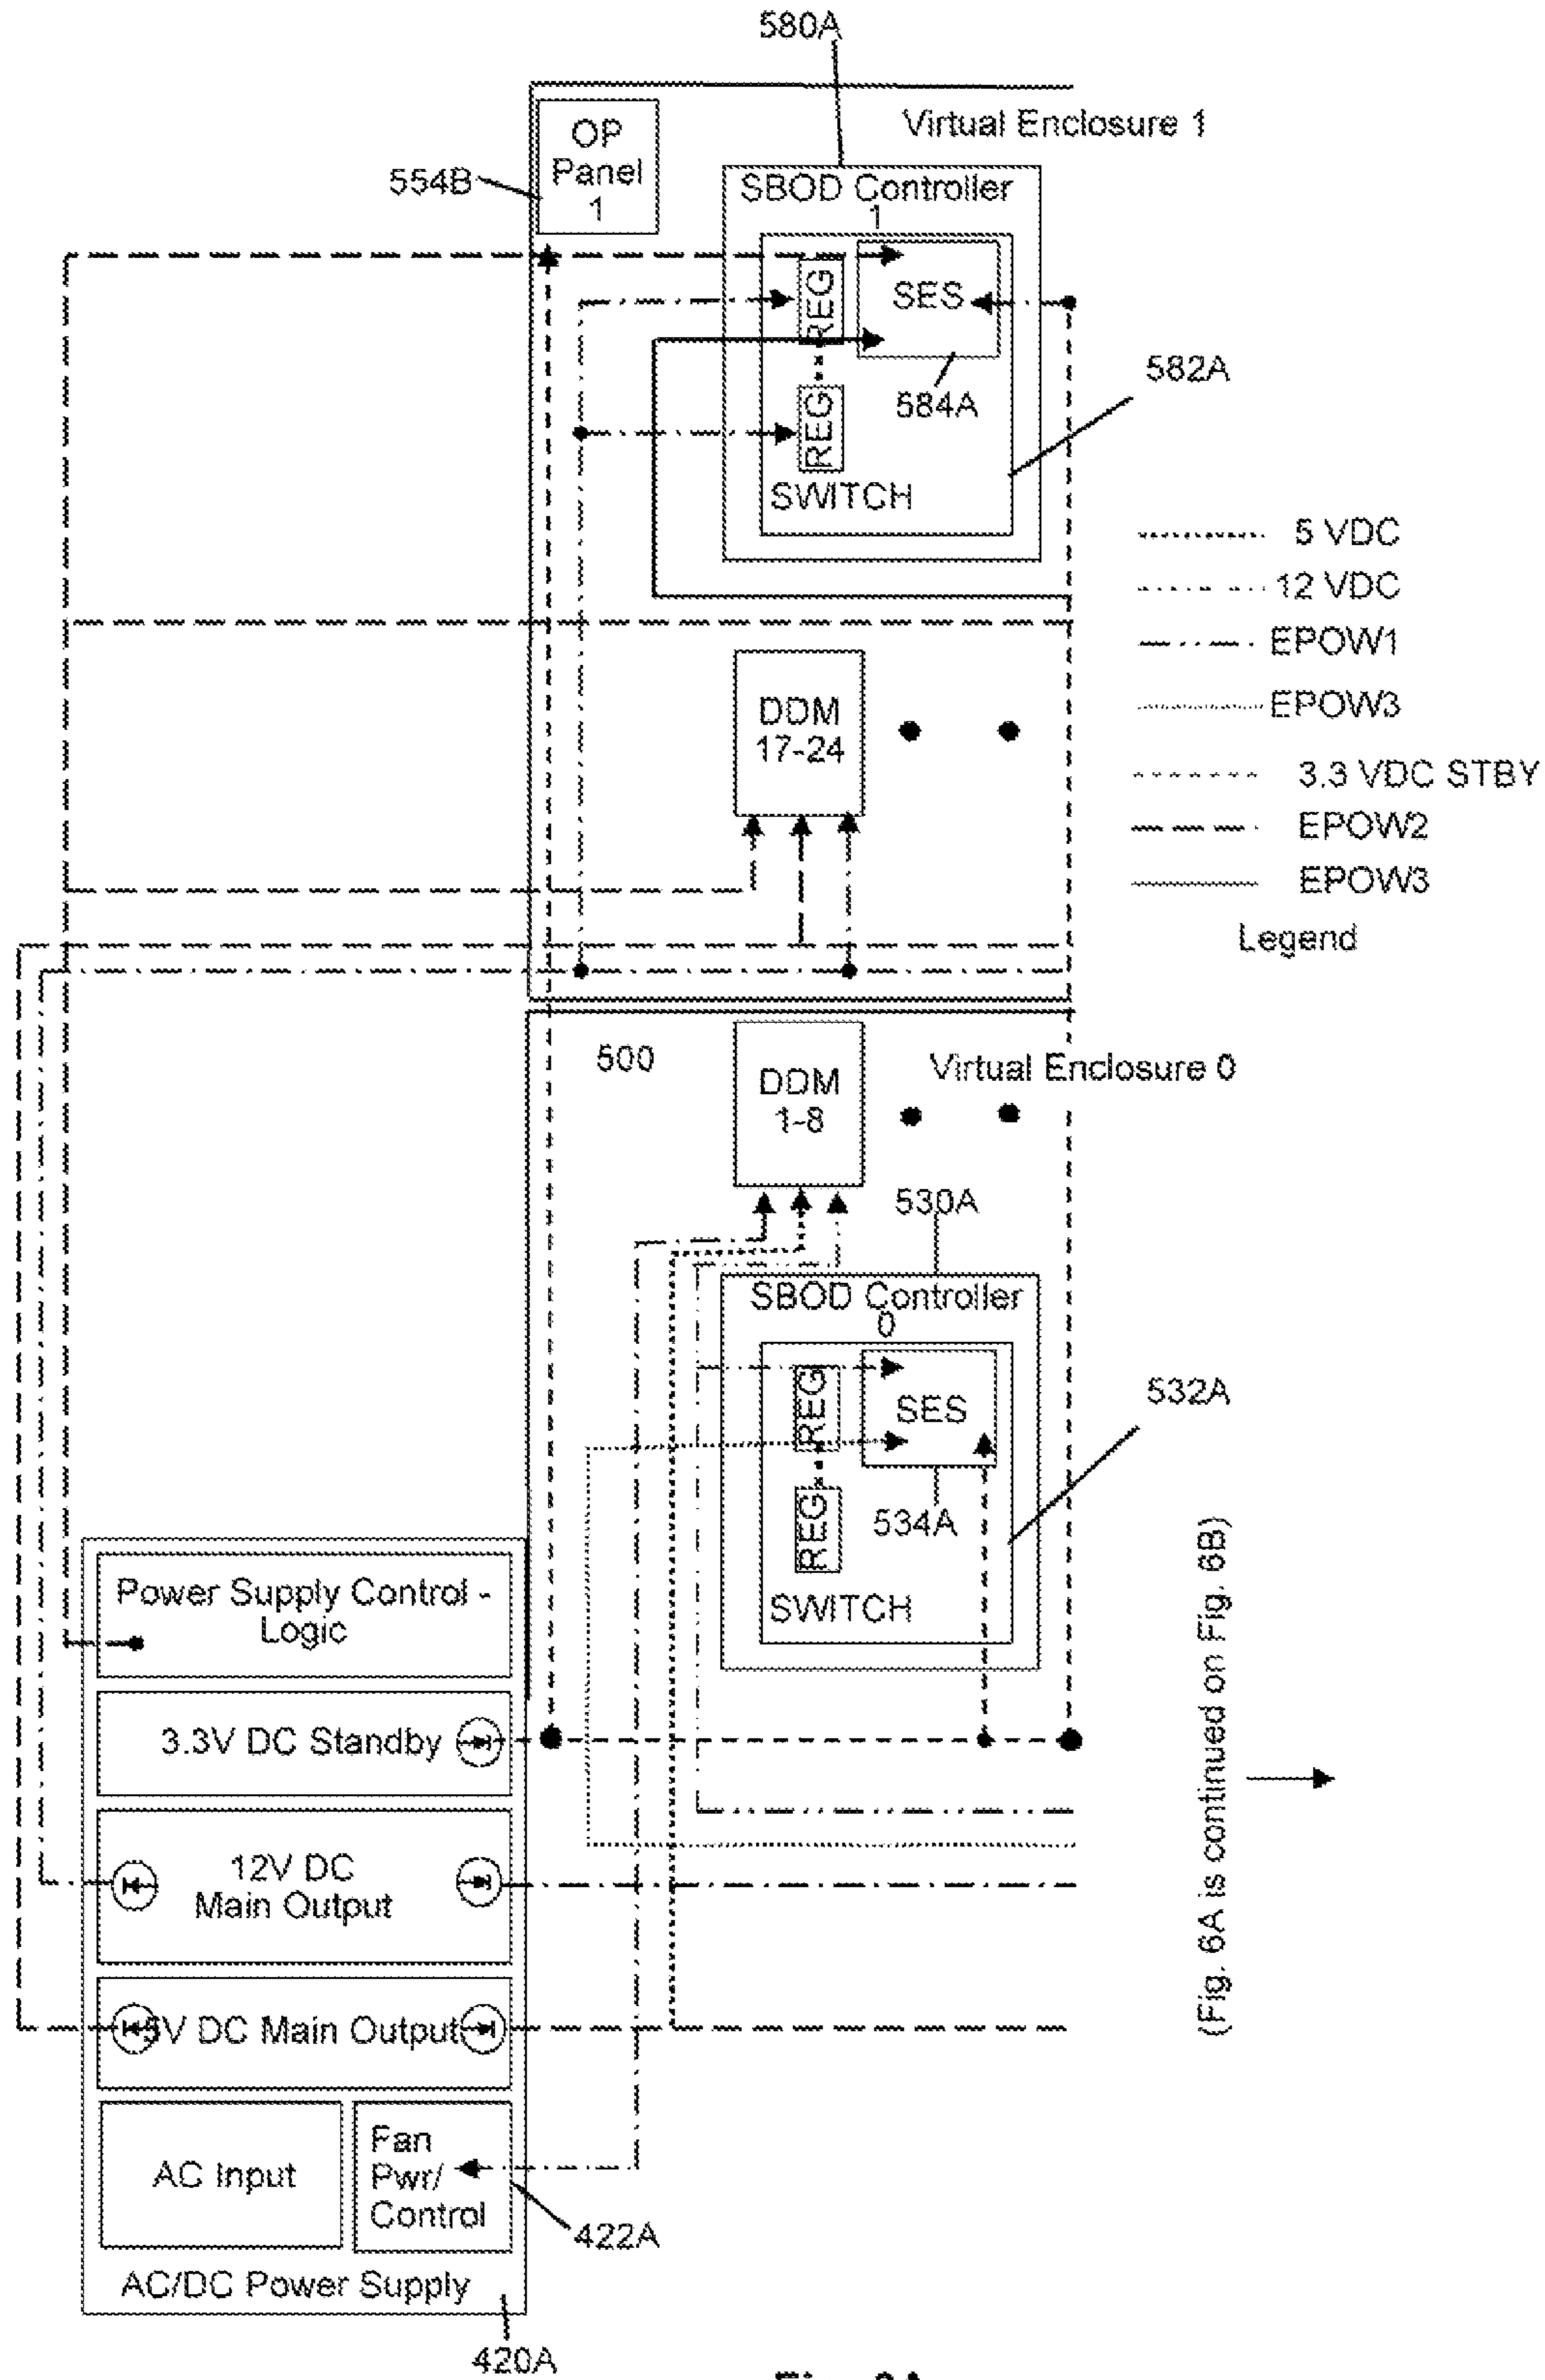 580A
Virtual Enclosure 1
OP
Panel
1
554B
SBOD Controller
1
REG
SES
584A
582A
REG
SWITCH
5 VDC
12 VDC
EPOW1
EPOW3
3.3 VDC STBY
EPOW2
EPOW3
Legend
DDM
17-24
500
DDM
1-8
Virtual Enclosure 0
530A
SBOD Controller
0
REG
SES
532A
534A
REG
SWITCH
Power Supply Control -
Logic
3.3V DC Standby
12V DC
Main Output
5V DC Main Output
AC Input
Fan
Pwr/
Control
422A
AC/DC Power Supply
420A
(Fig. 6A is continued on Fig. 6B)